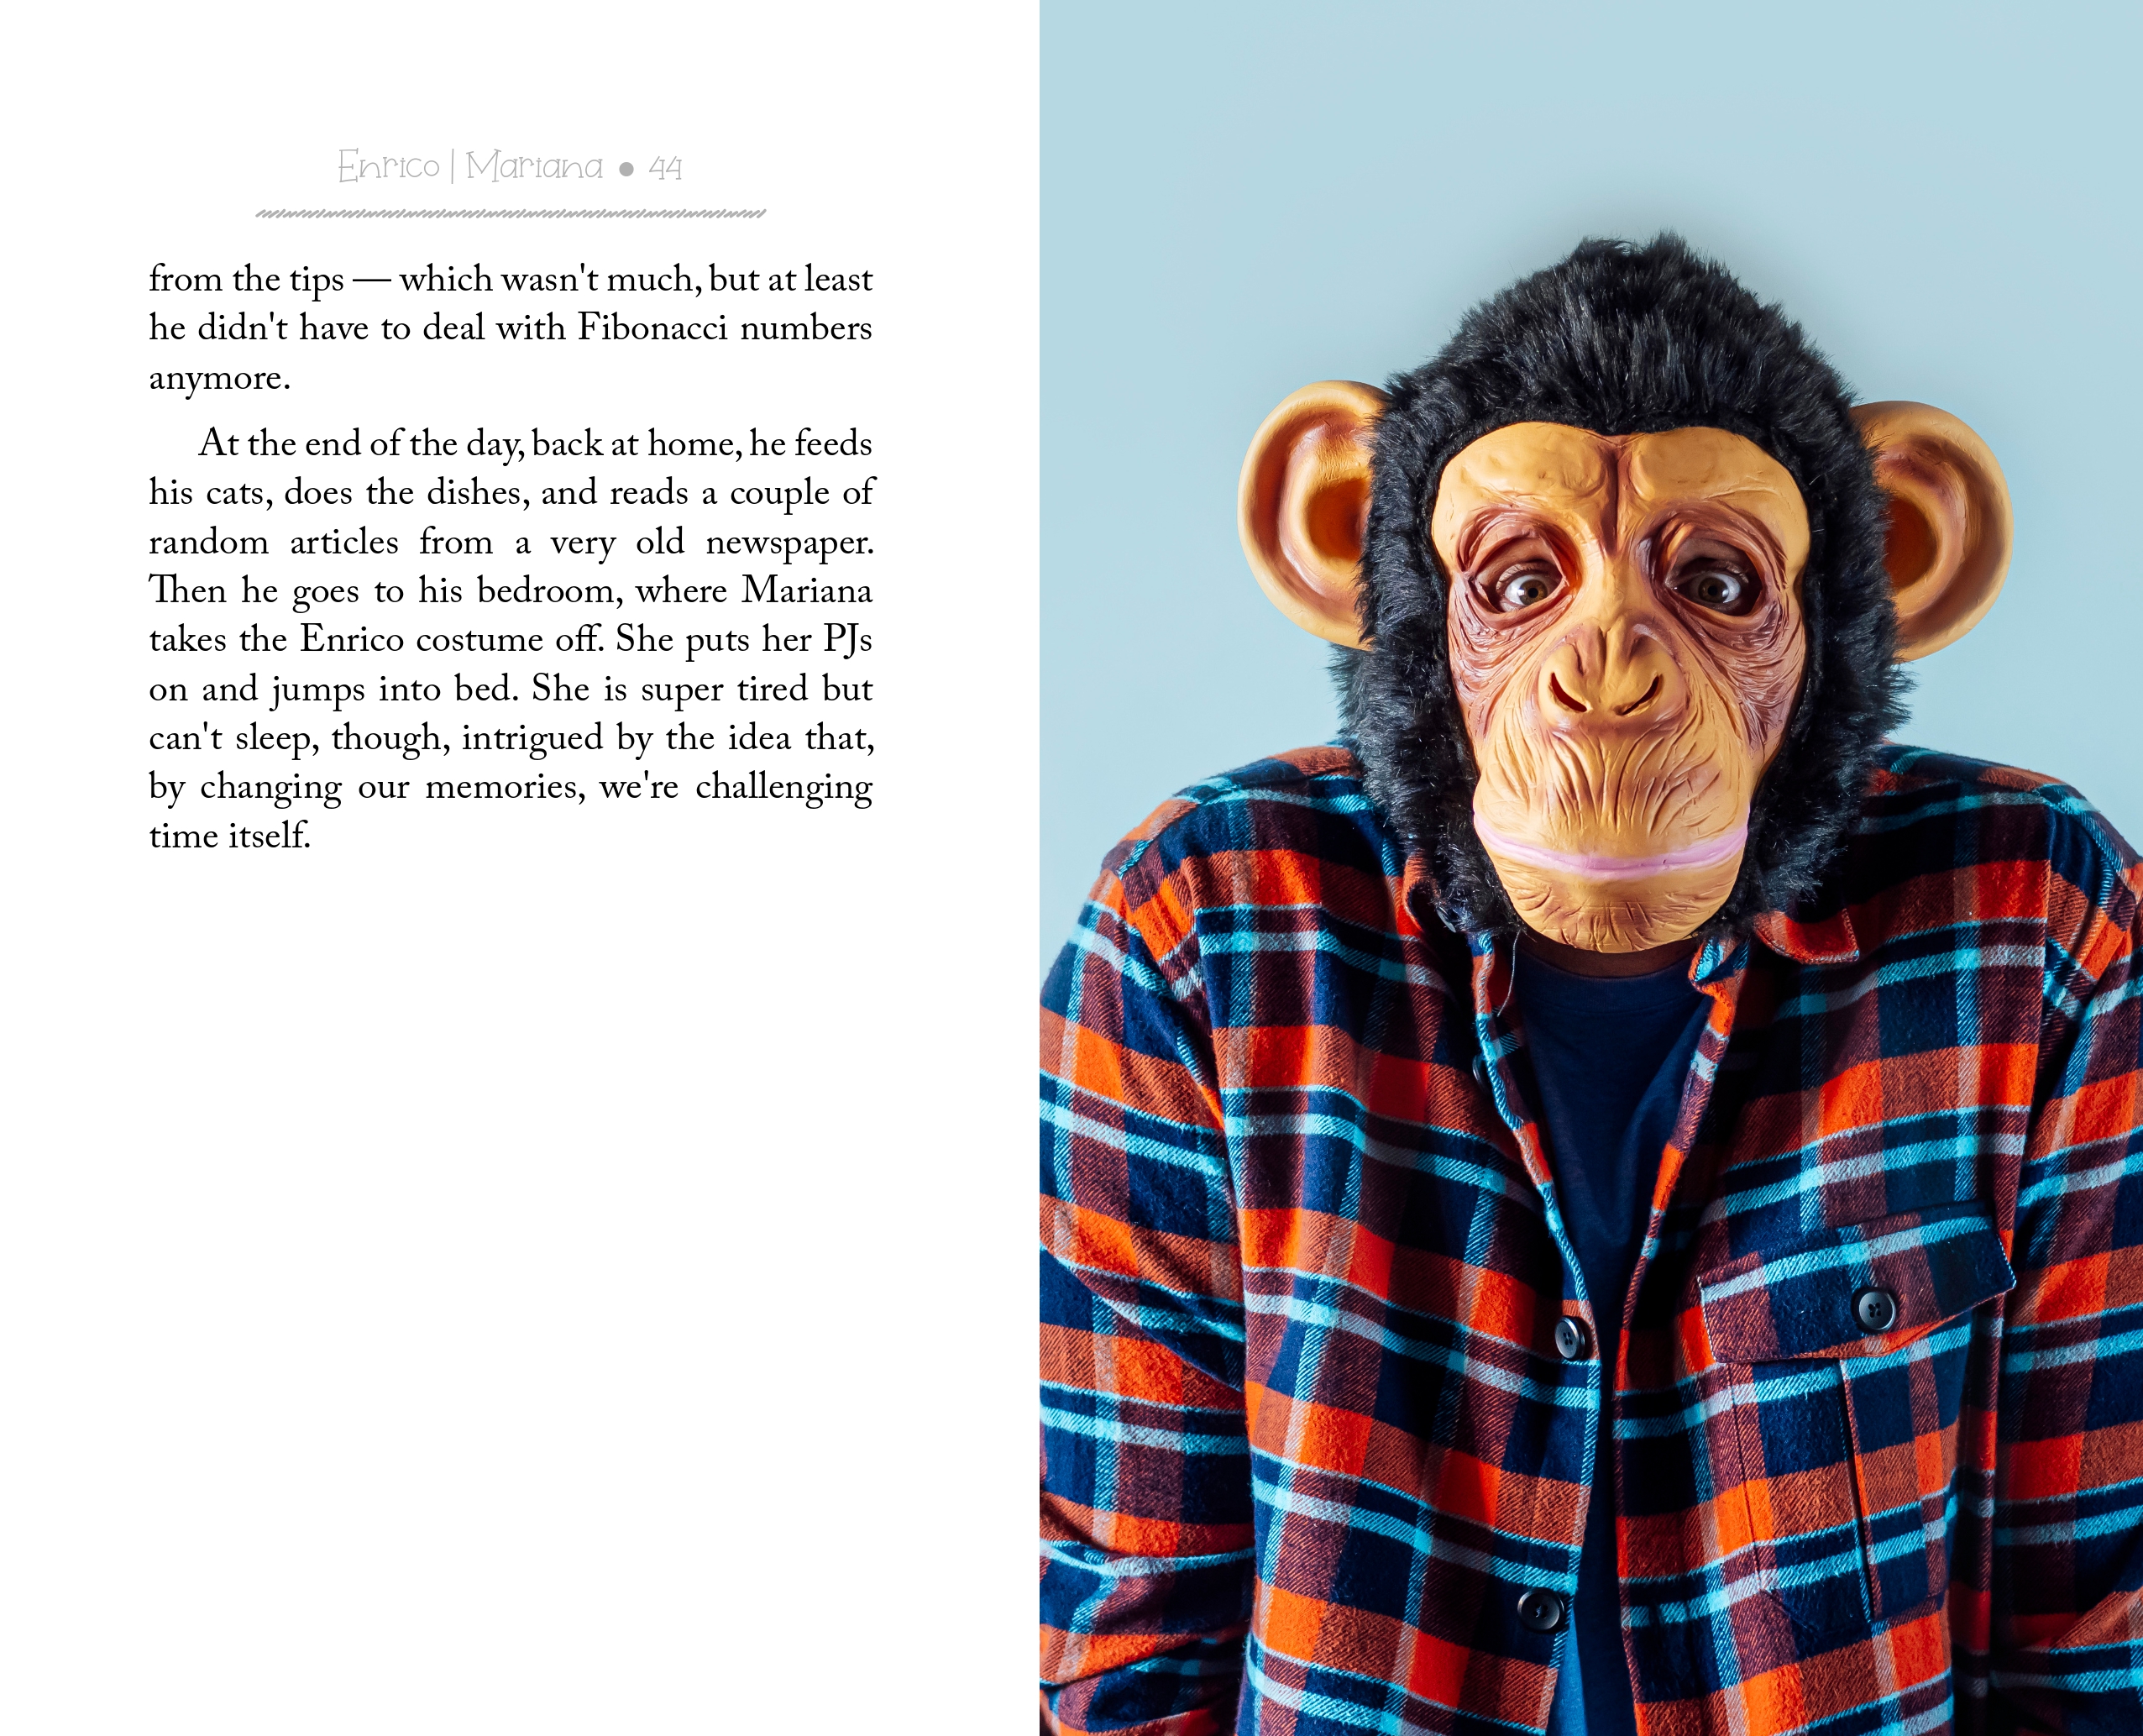 Enrico | Mariana ● 44
from the tips — which wasn't much, but at least
he didn't have to deal with Fibonacci numbers
anymore.
At the end of the day, back at home, he feeds
his cats, does the dishes, and reads a couple of
random articles from a very old newspaper.
Then he goes to his bedroom, where Mariana
takes the Enrico costume off. She puts her PJs
on and jumps into bed. She is super tired but
can't sleep, though, intrigued by the idea that,
by changing our memories, we're challenging
time itself.